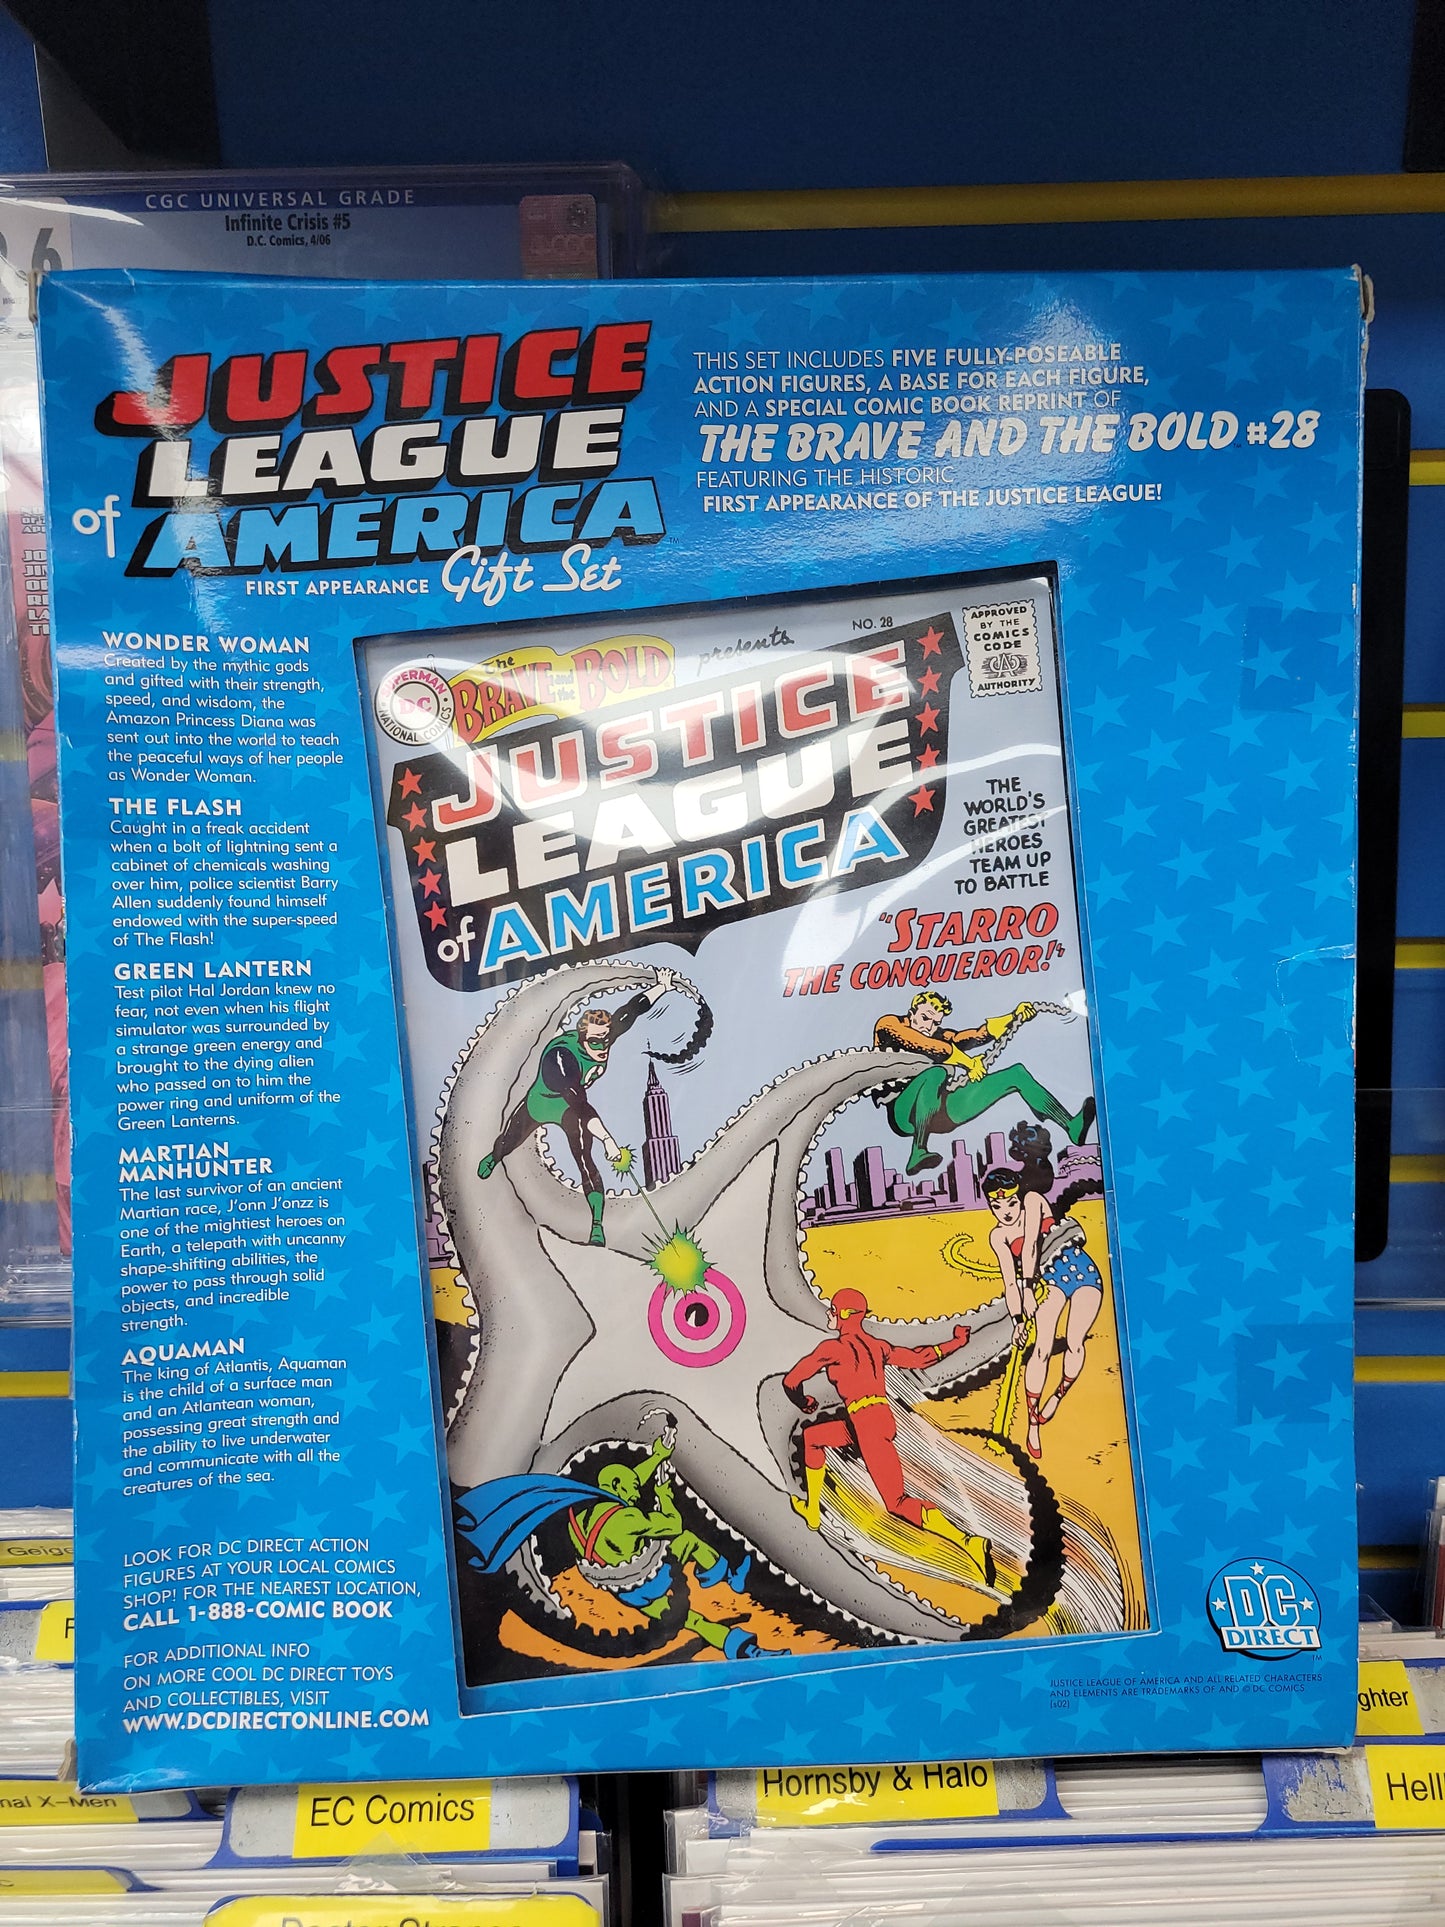 CGC UNIVERSAL GRADE
Infinite Crisis #5
D.C. Comics, 4/06
JUSTICE
LEAGUE
of AMERICA
TM
FIRST APPEARANCE Gift Set
THIS SET INCLUDES FIVE FULLY-POSEABLE
ACTION FIGURES, A BASE FOR EACH FIGURE,
AND A SPECIAL COMIC BOOK REPRINT OF
THE BRAVE AND THE BOLD #28
FEATURING THE HISTORIC
FIRST APPEARANCE OF THE JUSTICE LEAGUE!
WONDER WOMAN
Created by the mythic gods
and gifted with their strength,
speed, and wisdom, the
Amazon Princess Diana was
sent out into the world to teach
the peaceful ways of her people
as Wonder Woman.
THE FLASH
Caught in a freak accident
when a bolt of lightning sent a
cabinet of chemicals washing
over him, police scientist Barry
Allen suddenly found himself
endowed with the super-speed
of The Flash!
GREEN LANTERN
Test pilot Hal Jordan knew no
fear, not even when his flight
simulator was surrounded by
a strange green energy and
brought to the dying alien
who passed on to him the
power ring and uniform of the
Green Lanterns.
MARTIAN
MANHUNTER
The last survivor of an ancient
Martian race, J'onn J'onzz is
one of the mightiest heroes on
Earth, a telepath with uncanny
shape-shifting abilities, the
power to pass through solid
objects, and incredible
strength.
AQUAMAN
The king of Atlantis, Aquaman
is the child of a surface man
and an Atlantean woman,
possessing great strength and
the ability to live underwater
and communicate with all the
creatures of the sea.
LOOK FOR DC DIRECT ACTION
FIGURES AT YOUR LOCAL COMICS
SHOP! FOR THE NEAREST LOCATION,
CALL 1-888-COMIC BOOK
FOR ADDITIONAL INFO
ON MORE COOL DC DIRECT TOYS
AND COLLECTIBLES, VISIT
WWW.DCDIRECTONLINE.COM
SUPERMAN
DC
NATIONAL COMICS
The BRAVE and the BOLD presents
NO. 28
APPROVED
BY THE
COMICS
CODE
CA
AUTHORITY
JUSTICE
LEAGUE
of AMERICA
THE
WORLD'S
GREATEST
HEROES
TEAM UP
TO BATTLE
"STARRO
THE CONQUEROR!"
DC
DIRECT
TM
JUSTICE LEAGUE OF AMERICA AND ALL RELATED CHARACTERS
AND ELEMENTS ARE TRADEMARKS OF AND © DC COMICS
(s02)
EC Comics
Hornsby & Halo
X-Men